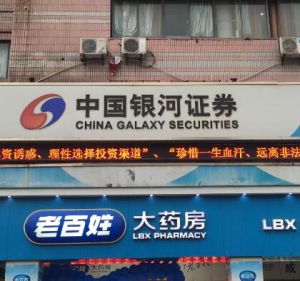 中国银河证券
CHINA GALAXY SECURITIES
资诱惑、理性选择投资渠道”、“珍惜一生血汗、远离非法
老百姓 大药房 LBX
LBX PHARMACY